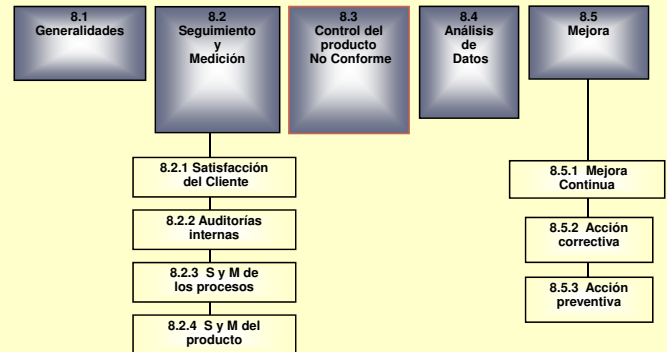 8.1
Generalidades
8.2
Seguimiento
y
Medición
8.3
Control del
producto
No Conforme
8.4
Análisis
de
Datos
8.5
Mejora
8.2.1 Satisfacción
del Cliente
8.2.2 Auditorías
internas
8.2.3 S y M de
los procesos
8.2.4 S y M del
producto
8.5.1 Mejora
Continua
8.5.2 Acción
correctiva
8.5.3 Acción
preventiva